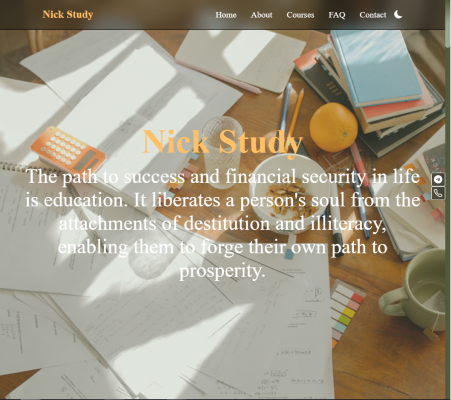 Nick Study
Home About Courses FAQ Contact
Nick Study
The path to success and financial security in life
is education. It liberates a person's soul from the
attachments of destitution and illiteracy,
enabling them to forge their own path to
prosperity.